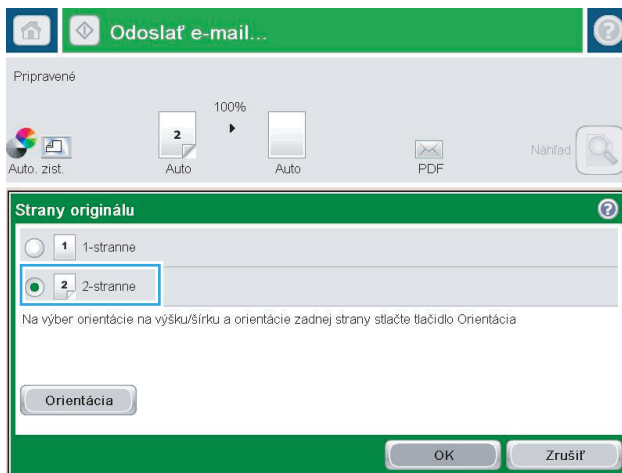 Odoslať e-mail...
Pripravené
100%
2
Auto. zist.
Auto
Auto
PDF
Náhľad
Strany originálu
1 1-stranne
2 2-stranne
Na výber orientácie na výšku/šírku a orientácie zadnej strany stlačte tlačidlo Orientácia
Orientácia
OK
Zrušiť